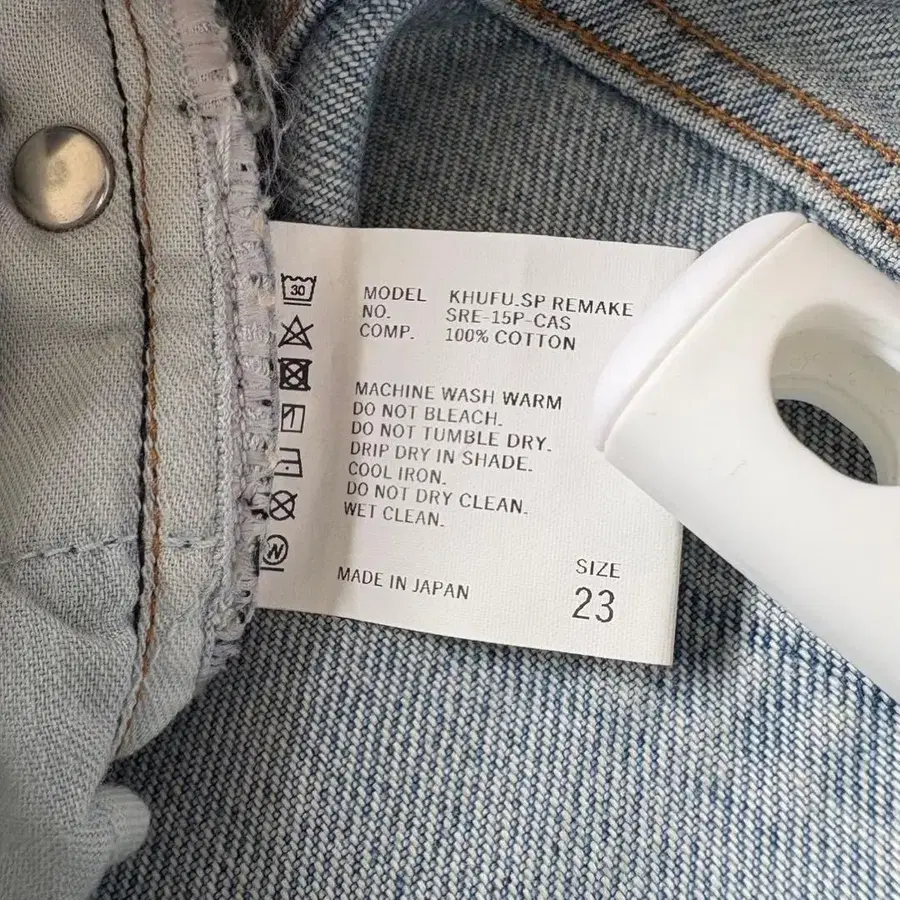 30
MODEL KHUFU.SP REMAKE
NO. SRE-15P-CAS
COMP. 100% COTTON
MACHINE WASH WARM
DO NOT BLEACH.
DO NOT TUMBLE DRY.
DRIP DRY IN SHADE.
COOL IRON.
DO NOT DRY CLEAN.
WET CLEAN.
W
MADE IN JAPAN
SIZE
23